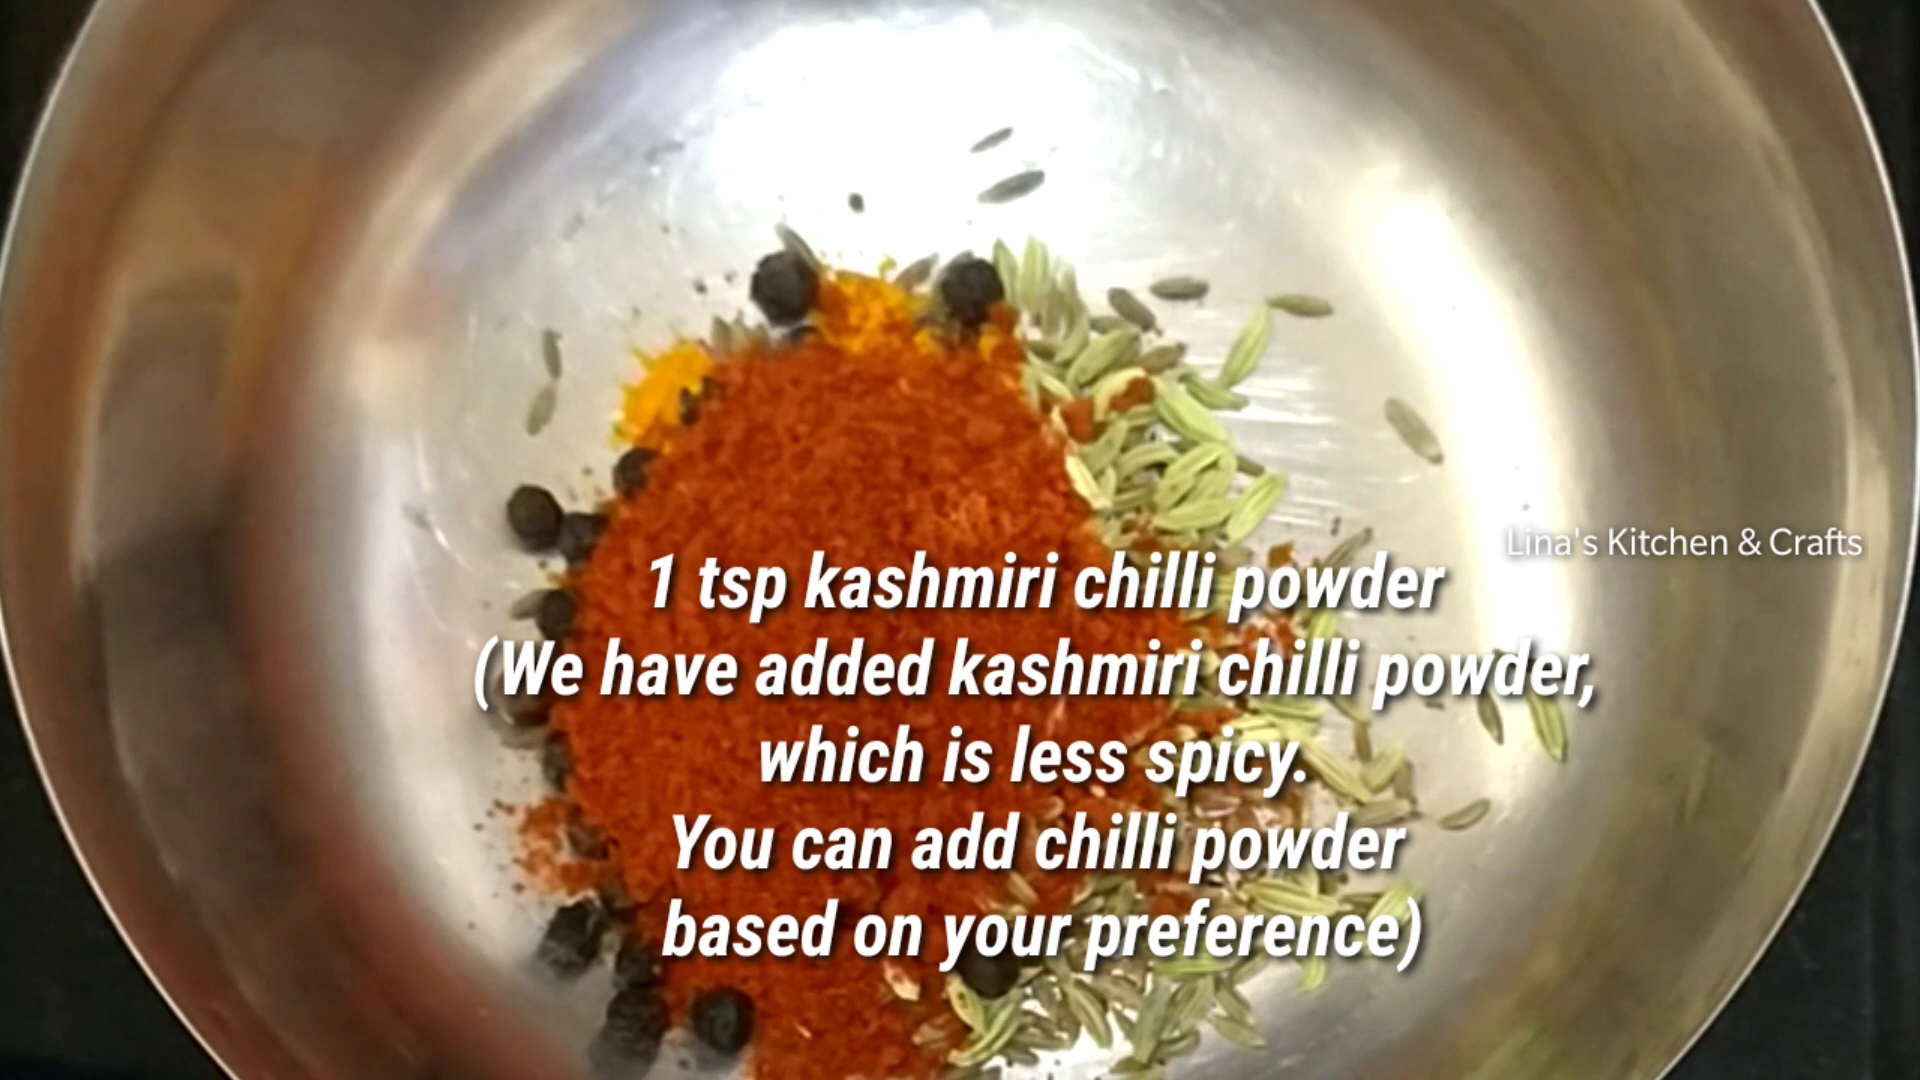 Lina's Kitchen & Crafts
1 tsp kashmiri chilli powder
(We have added kashmiri chilli powder,
which is less spicy.
You can add chilli powder
based on your preference)